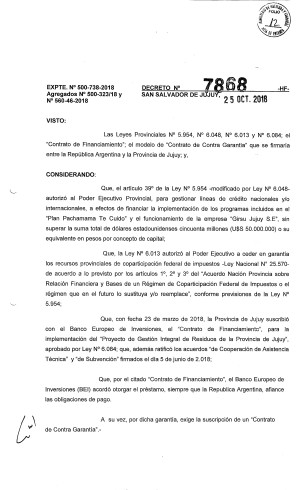 12
EXPTE. Nº 500-738-2018
Agregados Nº 500-323/18 y
Nº 560-46-2018
DECRETO Nº 7868 -HF-
SAN SALVADOR DE JUJUY, 25 OCT. 2018
VISTO:
Las Leyes Provinciales Nº 5.954, Nº 6.048, Nº 6.013 y Nº 6.084; el
"Contrato de Financiamiento"; el modelo de "Contrato de Contra Garantía" que se firmaría
entre la República Argentina y la Provincia de Jujuy; y,
CONSIDERANDO:
Que, el artículo 39º de la Ley Nº 5.954 -modificado por Ley Nº 6.048-
autorizó al Poder Ejecutivo Provincial, para gestionar líneas de crédito nacionales y/o
internacionales, a efectos de financiar la implementación de los programas incluidos en el
"Plan Pachamama Te Cuido" y el funcionamiento de la empresa "Girsu Jujuy S.E", sin
superar la suma total de dólares estadounidenses cincuenta millones (U$S 50.000.000) o su
equivalente en pesos por concepto de capital;
Que, la Ley Nº 6.013 autorizó al Poder Ejecutivo a ceder en garantía
los recursos provinciales de coparticipación federal de impuestos -Ley Nacional Nº 25.570-
de acuerdo a lo previsto por los artículos 1º, 2º y 3º del "Acuerdo Nación Provincia sobre
Relación Financiera y Bases de un Régimen de Coparticipación Federal de Impuestos o el
régimen que en el futuro lo sustituya y/o reemplace", conforme previsiones de la Ley Nº
5.954;
Que, con fecha 23 de marzo de 2018, la Provincia de Jujuy suscribió
con el Banco Europeo de Inversiones, el "Contrato de Financiamiento", para la
implementación del "Proyecto de Gestión Integral de Residuos de la Provincia de Jujuy",
aprobado por Ley Nº 6.084; que, además ratificó los acuerdos "de Cooperación de Asistencia
Técnica" y "de Subvención" firmados el día 5 de junio de 2.018;
Que, por el citado "Contrato de Financiamiento", el Banco Europeo de
Inversiones (BEI) acordó otorgar el préstamo, siempre que la República Argentina, afiance
las obligaciones de pago.
A su vez, por dicha garantía, exige la suscripción de un "Contrato
de Contra Garantía".-